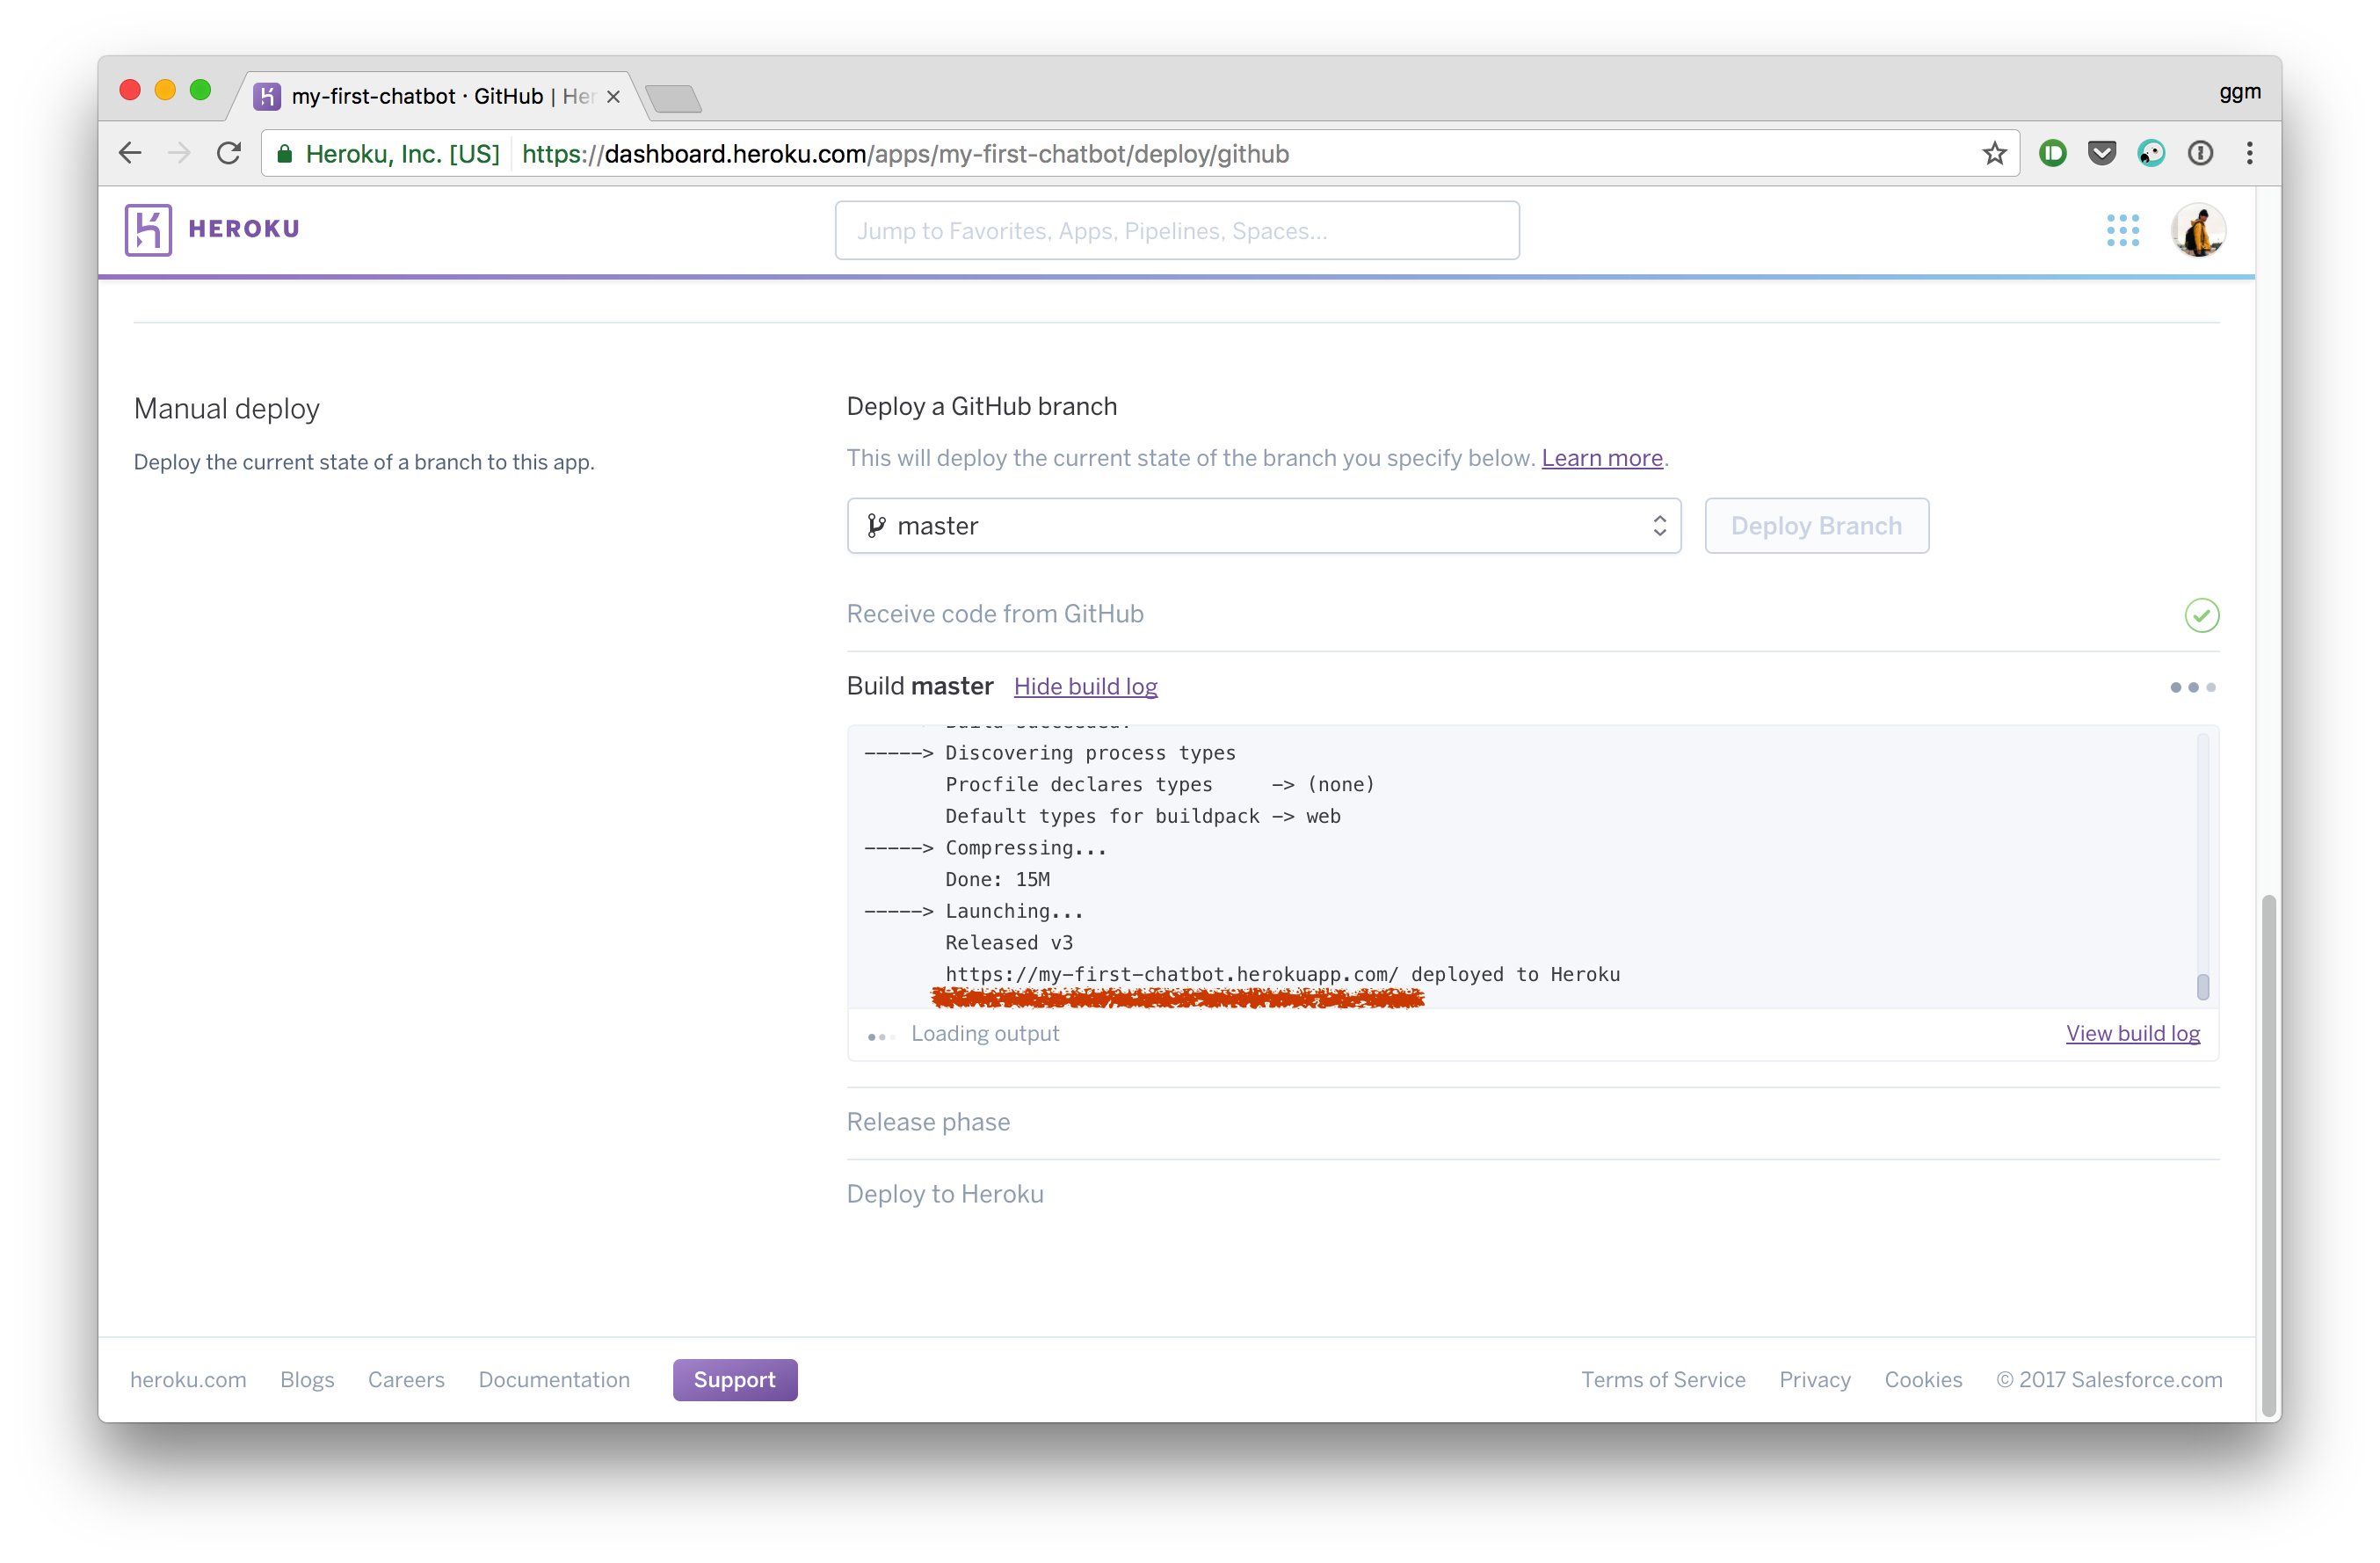 my-first-chatbot · GitHub | Her
ggm
Heroku, Inc. [US] https://dashboard.heroku.com/apps/my-first-chatbot/deploy/github
HEROKU
Jump to Favorites, Apps, Pipelines, Spaces...
Manual deploy
Deploy the current state of a branch to this app.
Deploy a GitHub branch
This will deploy the current state of the branch you specify below. Learn more.
master
Deploy Branch
Receive code from GitHub
Build master Hide build log
-----> Discovering process types
Procfile declares types     -> (none)
Default types for buildpack -> web
-----> Compressing...
Done: 15M
-----> Launching...
Released v3
https://my-first-chatbot.herokuapp.com/ deployed to Heroku
Loading output
View build log
Release phase
Deploy to Heroku
heroku.com Blogs Careers Documentation Support Terms of Service Privacy Cookies © 2017 Salesforce.com